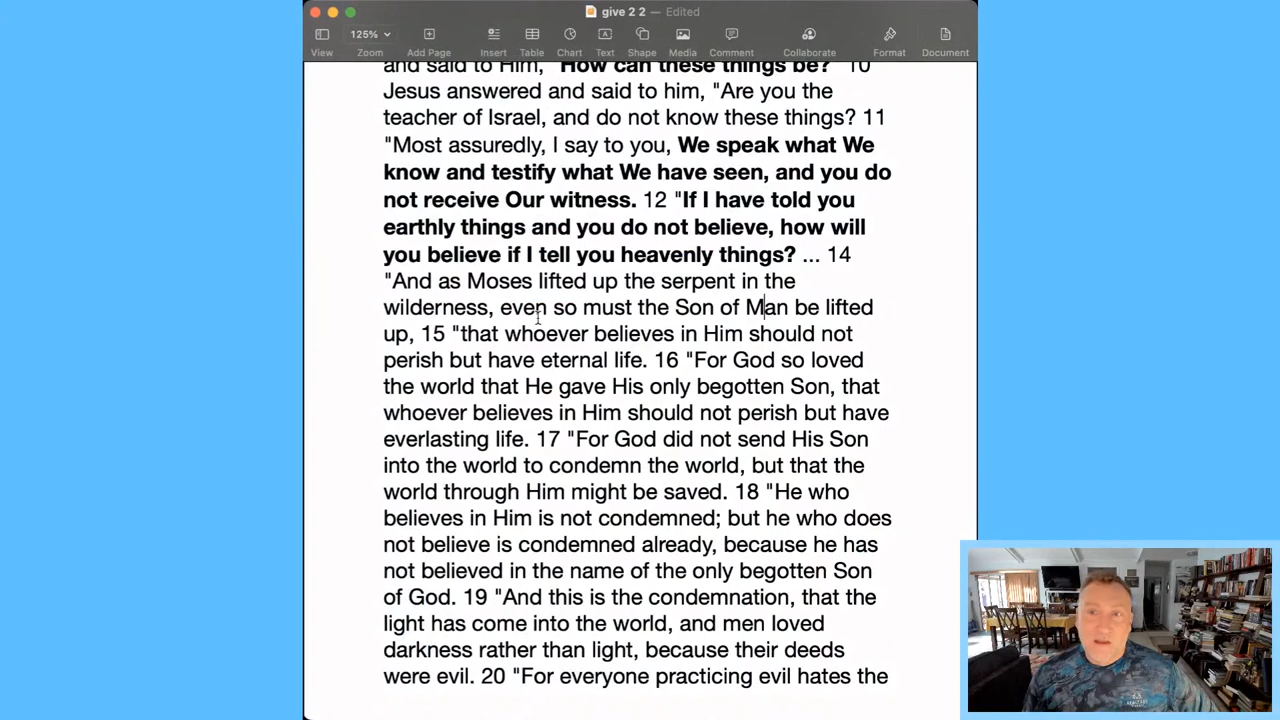 give 2 2 — Edited
125%
View Zoom Add Page Insert Table Chart Text Shape Media Comment Collaborate Format Document
and said to Him, "How can these things be?" 10
Jesus answered and said to him, "Are you the
teacher of Israel, and do not know these things? 11
"Most assuredly, I say to you, We speak what We
know and testify what We have seen, and you do
not receive Our witness. 12 "If I have told you
earthly things and you do not believe, how will
you believe if I tell you heavenly things? ... 14
"And as Moses lifted up the serpent in the
wilderness, even so must the Son of Man be lifted
up, 15 "that whoever believes in Him should not
perish but have eternal life. 16 "For God so loved
the world that He gave His only begotten Son, that
whoever believes in Him should not perish but have
everlasting life. 17 "For God did not send His Son
into the world to condemn the world, but that the
world through Him might be saved. 18 "He who
believes in Him is not condemned; but he who does
not believe is condemned already, because he has
not believed in the name of the only begotten Son
of God. 19 "And this is the condemnation, that the
light has come into the world, and men loved
darkness rather than light, because their deeds
were evil. 20 "For everyone practicing evil hates the